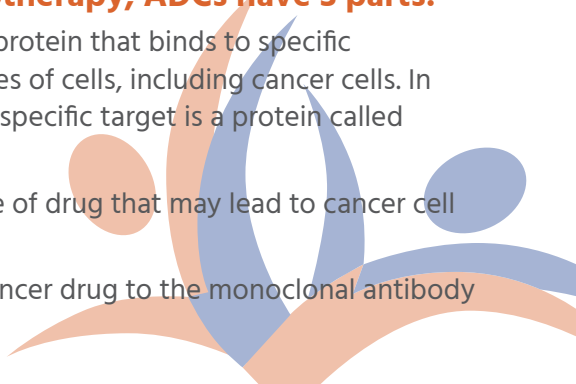 ADCs have 3 parts:
protein that binds to specific
es of cells, including cancer cells. In
specific target is a protein called
e of drug that may lead to cancer cell
ncer drug to the monoclonal antibody